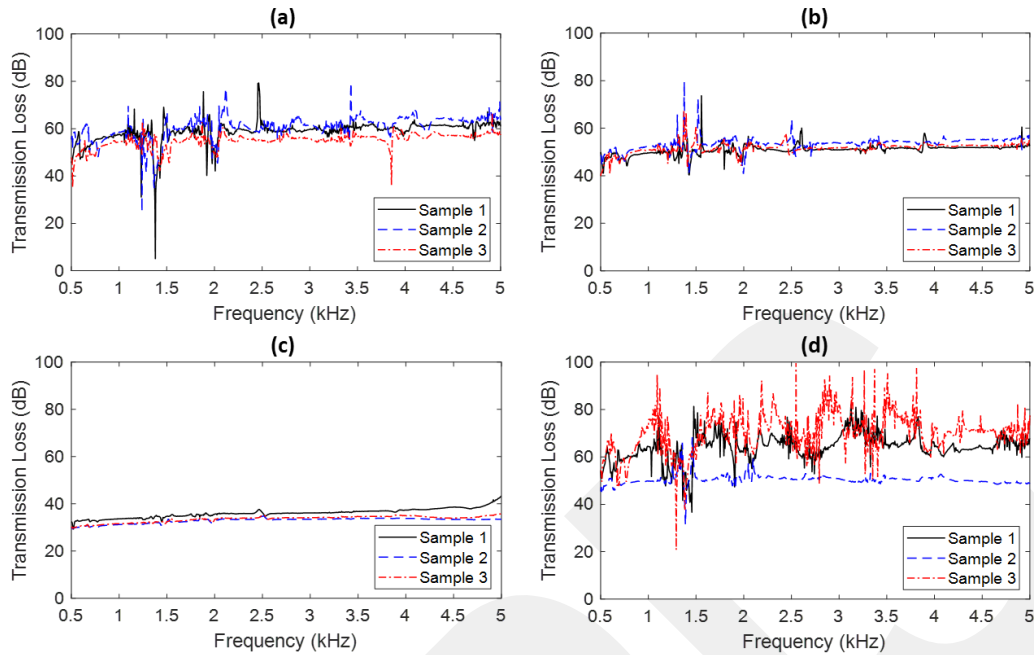 (a)
100
80
60
40
20
0
Transmission Loss (dB)
Sample 1
Sample 2
Sample 3
0.5 1 1.5 2 2.5 3 3.5 4 4.5 5
Frequency (kHz)
(b)
100
80
60
40
20
0
Transmission Loss (dB)
Sample 1
Sample 2
Sample 3
0.5 1 1.5 2 2.5 3 3.5 4 4.5 5
Frequency (kHz)
(c)
100
80
60
40
20
0
Transmission Loss (dB)
Sample 1
Sample 2
Sample 3
0.5 1 1.5 2 2.5 3 3.5 4 4.5 5
Frequency (kHz)
(d)
100
80
60
40
20
0
Transmission Loss (dB)
Sample 1
Sample 2
Sample 3
0.5 1 1.5 2 2.5 3 3.5 4 4.5 5
Frequency (kHz)